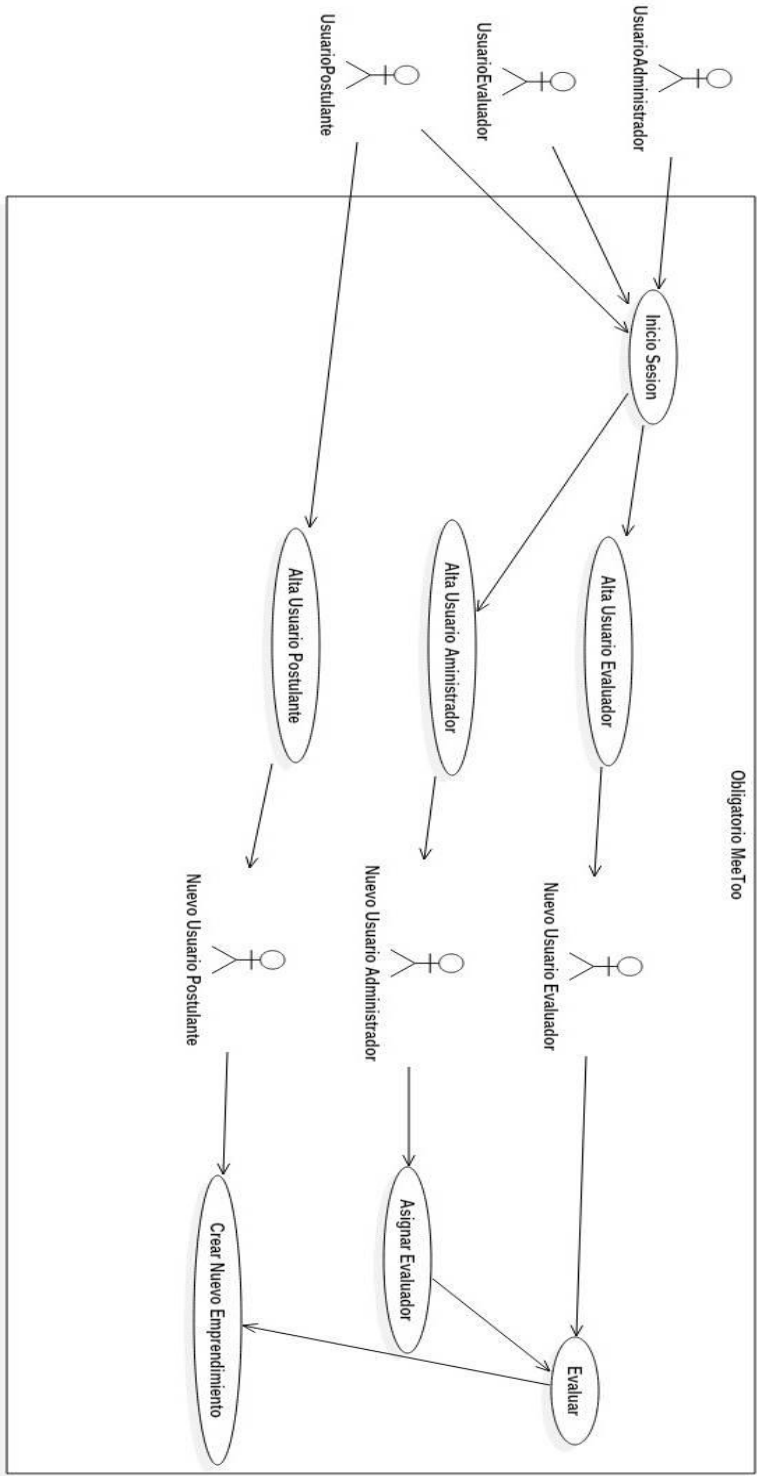 Obligatorio MeeToo
UsuarioAdministrador
UsuarioEvaluador
UsuarioPostulante
Inicio Sesion
Alta Usuario Evaluador
Alta Usuario Aministrador
Alta Usuario Postulante
Nuevo Usuario Evaluador
Nuevo Usuario Administrador
Nuevo Usuario Postulante
Evaluar
Asignar Evaluador
Crear Nuevo Emprendimiento